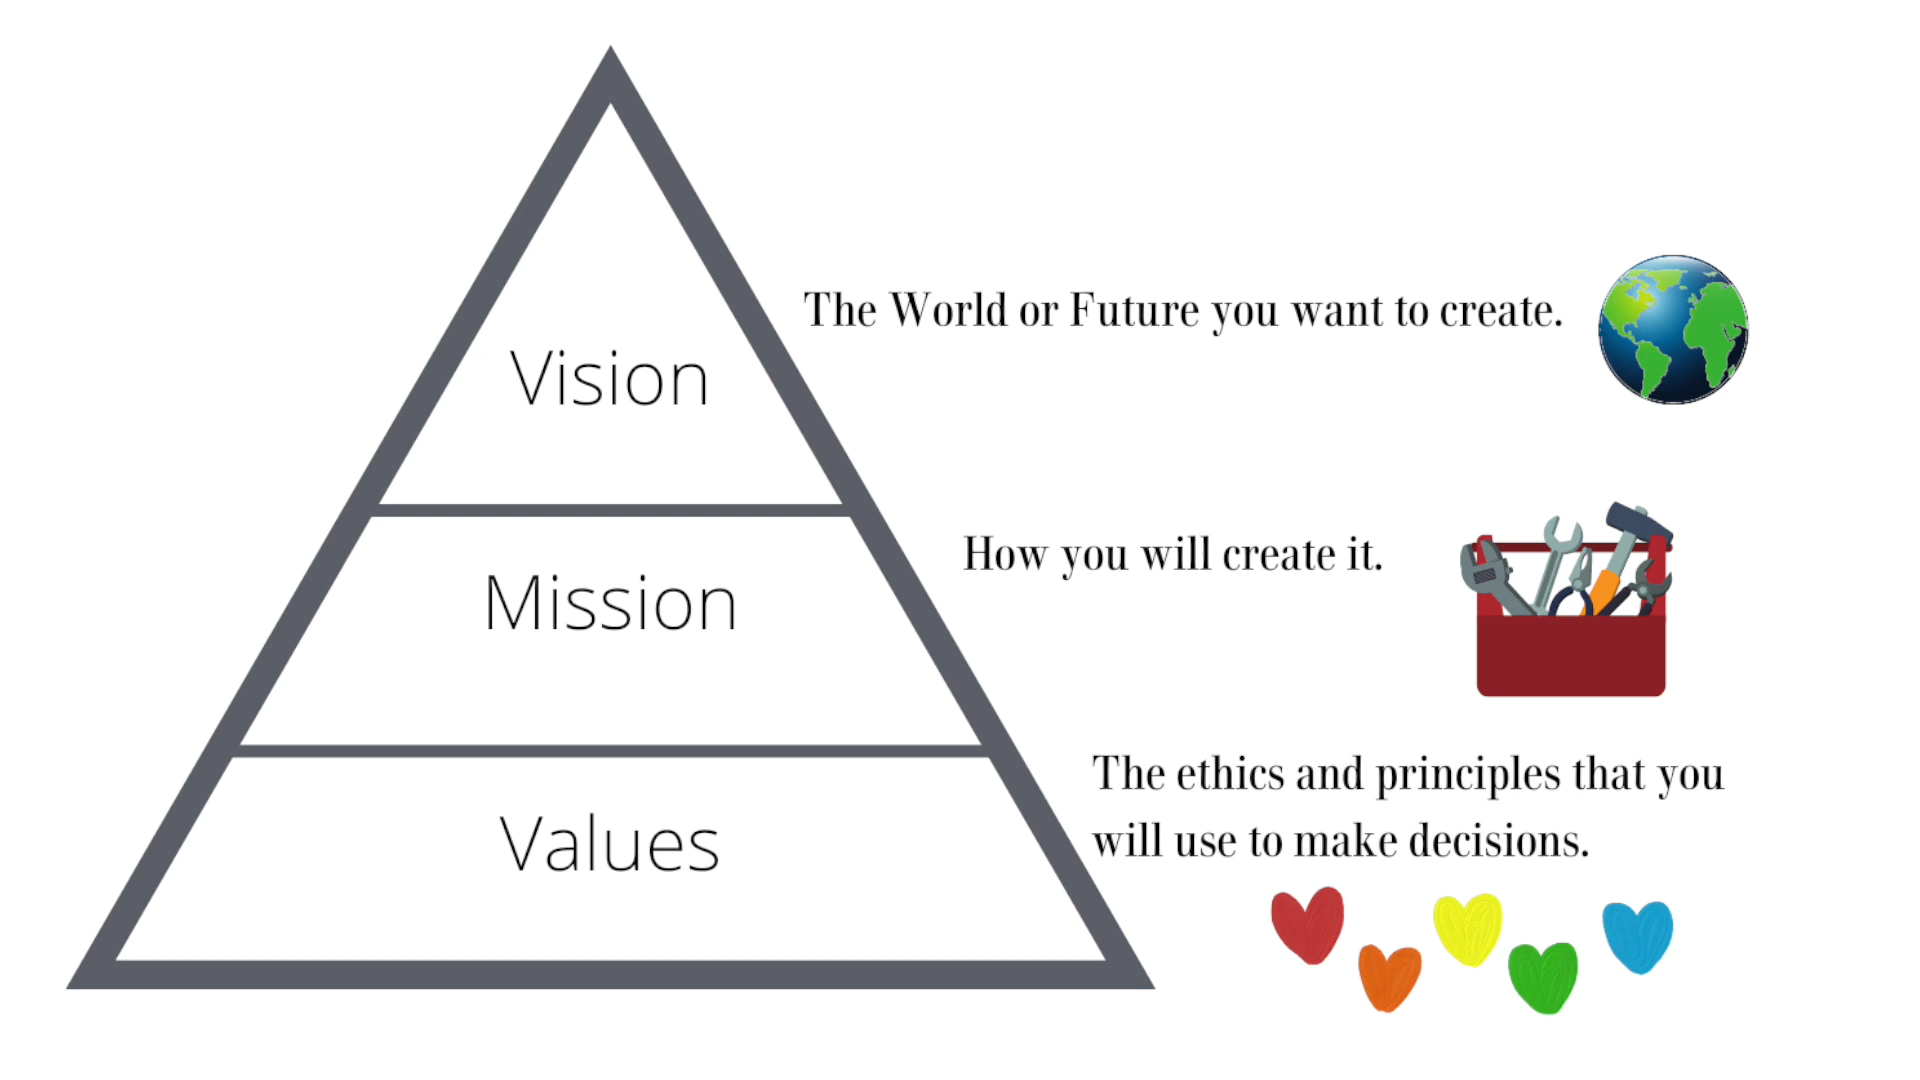 The World or Future you want to create.
Vision
How you will create it.
Mission
The ethics and principles that you
will use to make decisions.
Values